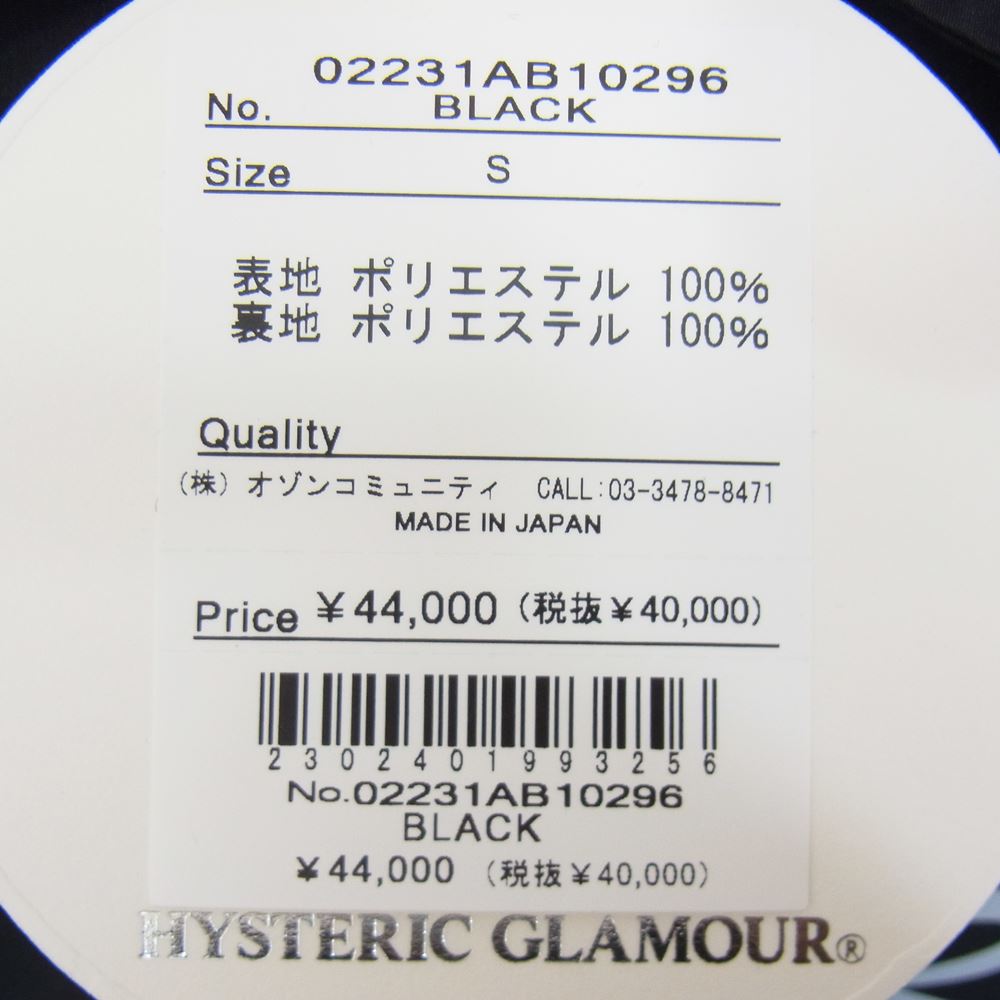 02231AB10296
No. BLACK
Size S
表地 ポリエステル 100%
裏地 ポリエステル 100%
Quality
(株) オゾンコミュニティ CALL:03-3478-8471
MADE IN JAPAN
Price ¥44,000 (税抜¥40,000)
2302401993256
No.02231AB10296
BLACK
¥44,000 (税抜¥40,000)
HYSTERIC GLAMOUR®